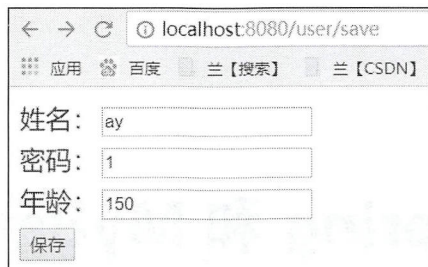 localhost:8080/user/save
应用 百度 兰【搜索】 兰【CSDN】
姓名： ay
密码： 1
年龄： 150
保存